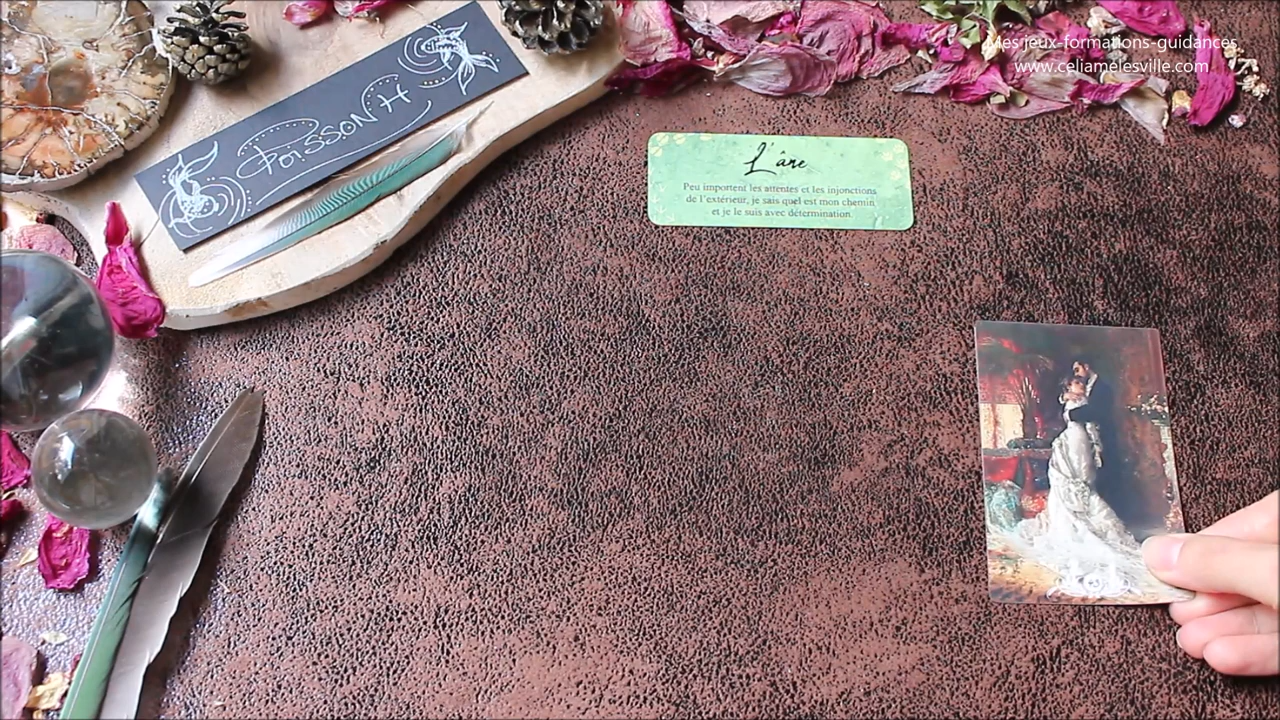 Mes jeux-formations-guidances
www.celiamelesville.com
POISSON H
L'âne
Peu importent les attentes et les injonctions
de l'extérieur, je sais quel est mon chemin
et je le suis avec détermination.